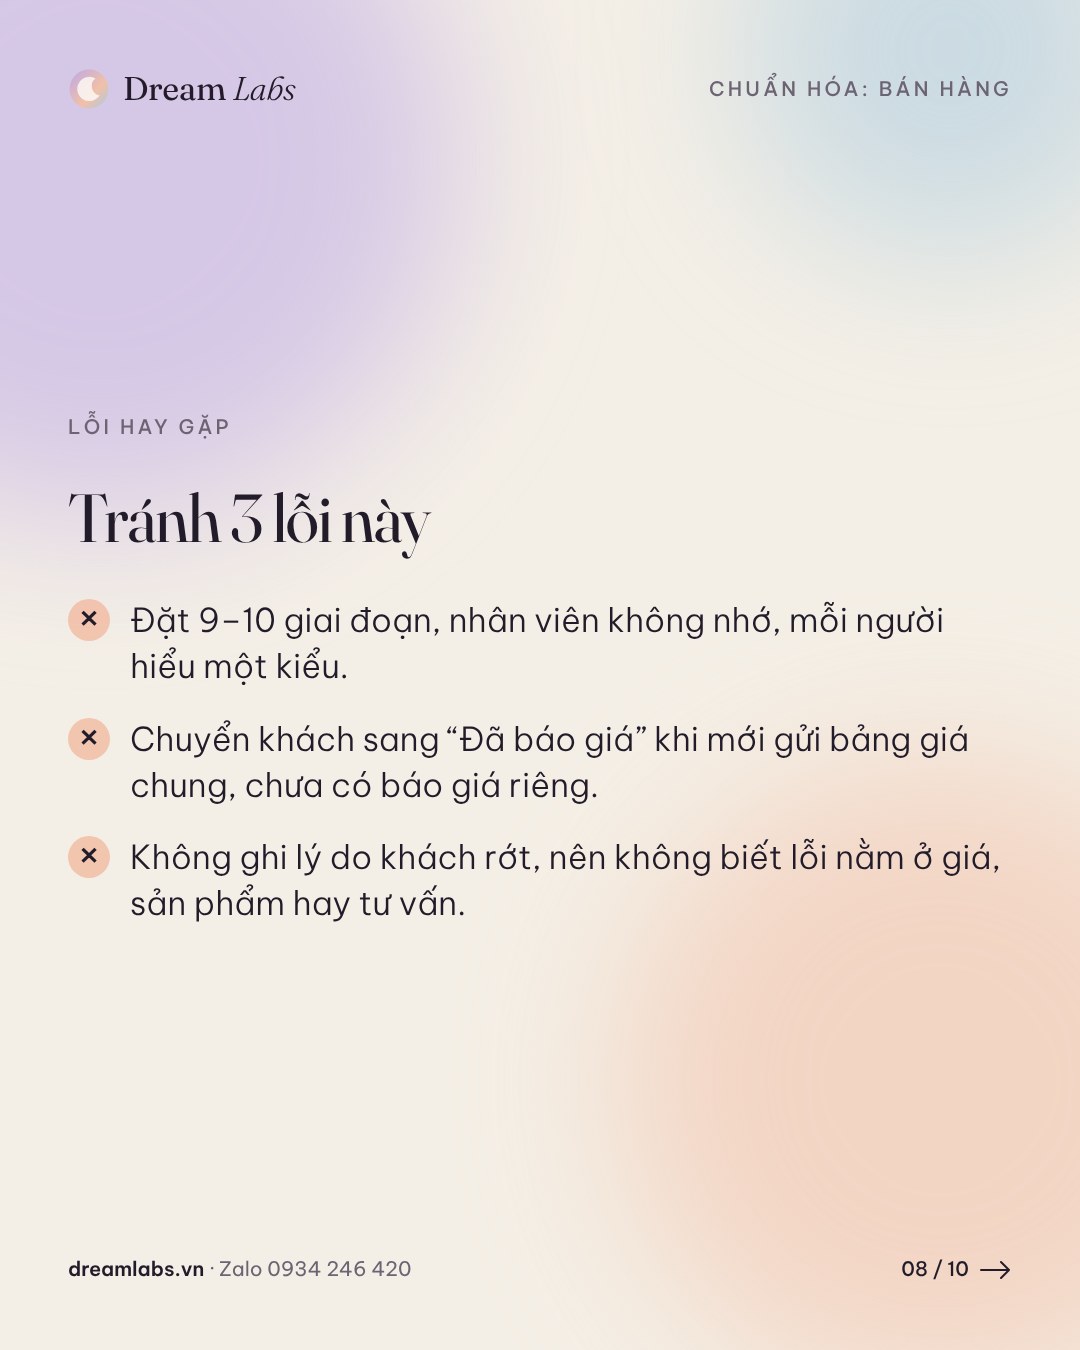 Dream Labs
CHUẨN HÓA: BÁN HÀNG
LỖI HAY GẶP
Tránh 3 lỗi này
Đặt 9–10 giai đoạn, nhân viên không nhớ, mỗi người
hiểu một kiểu.
Chuyển khách sang “Đã báo giá” khi mới gửi bảng giá
chung, chưa có báo giá riêng.
Không ghi lý do khách rớt, nên không biết lỗi nằm ở giá,
sản phẩm hay tư vấn.
dreamlabs.vn · Zalo 0934 246 420
08 / 10 →